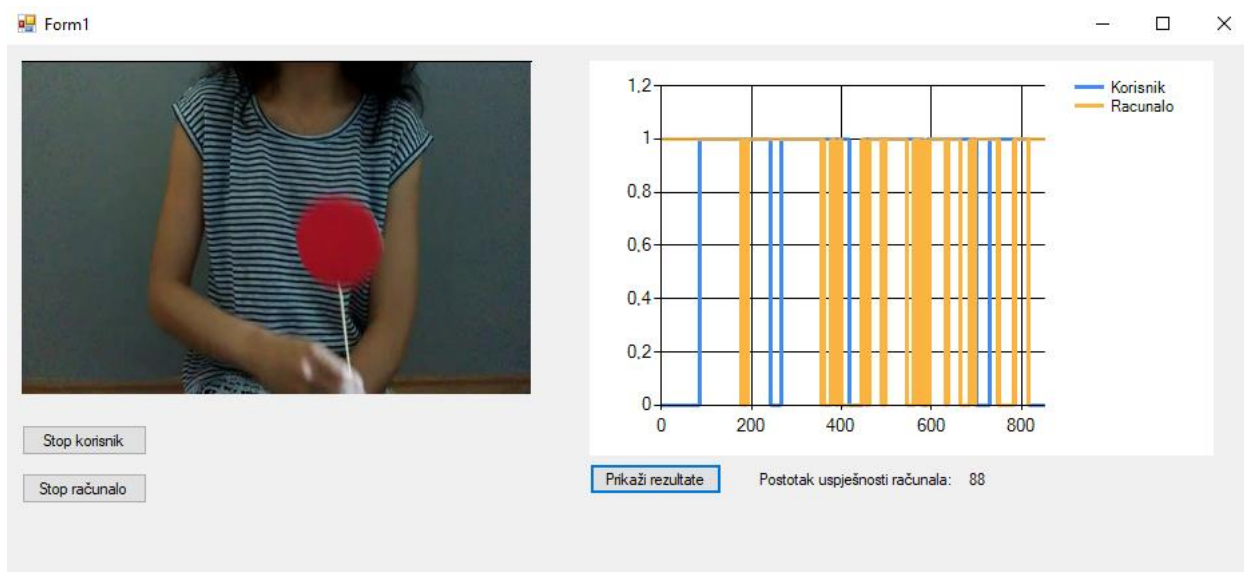 Form1
1,2
1
0,8
0,6
0,4
0,2
0
0 200 400 600 800
Korisnik
Racunalo
Stop korisnik
Stop računalo
Prikaži rezultate Postotak uspješnosti računala: 88